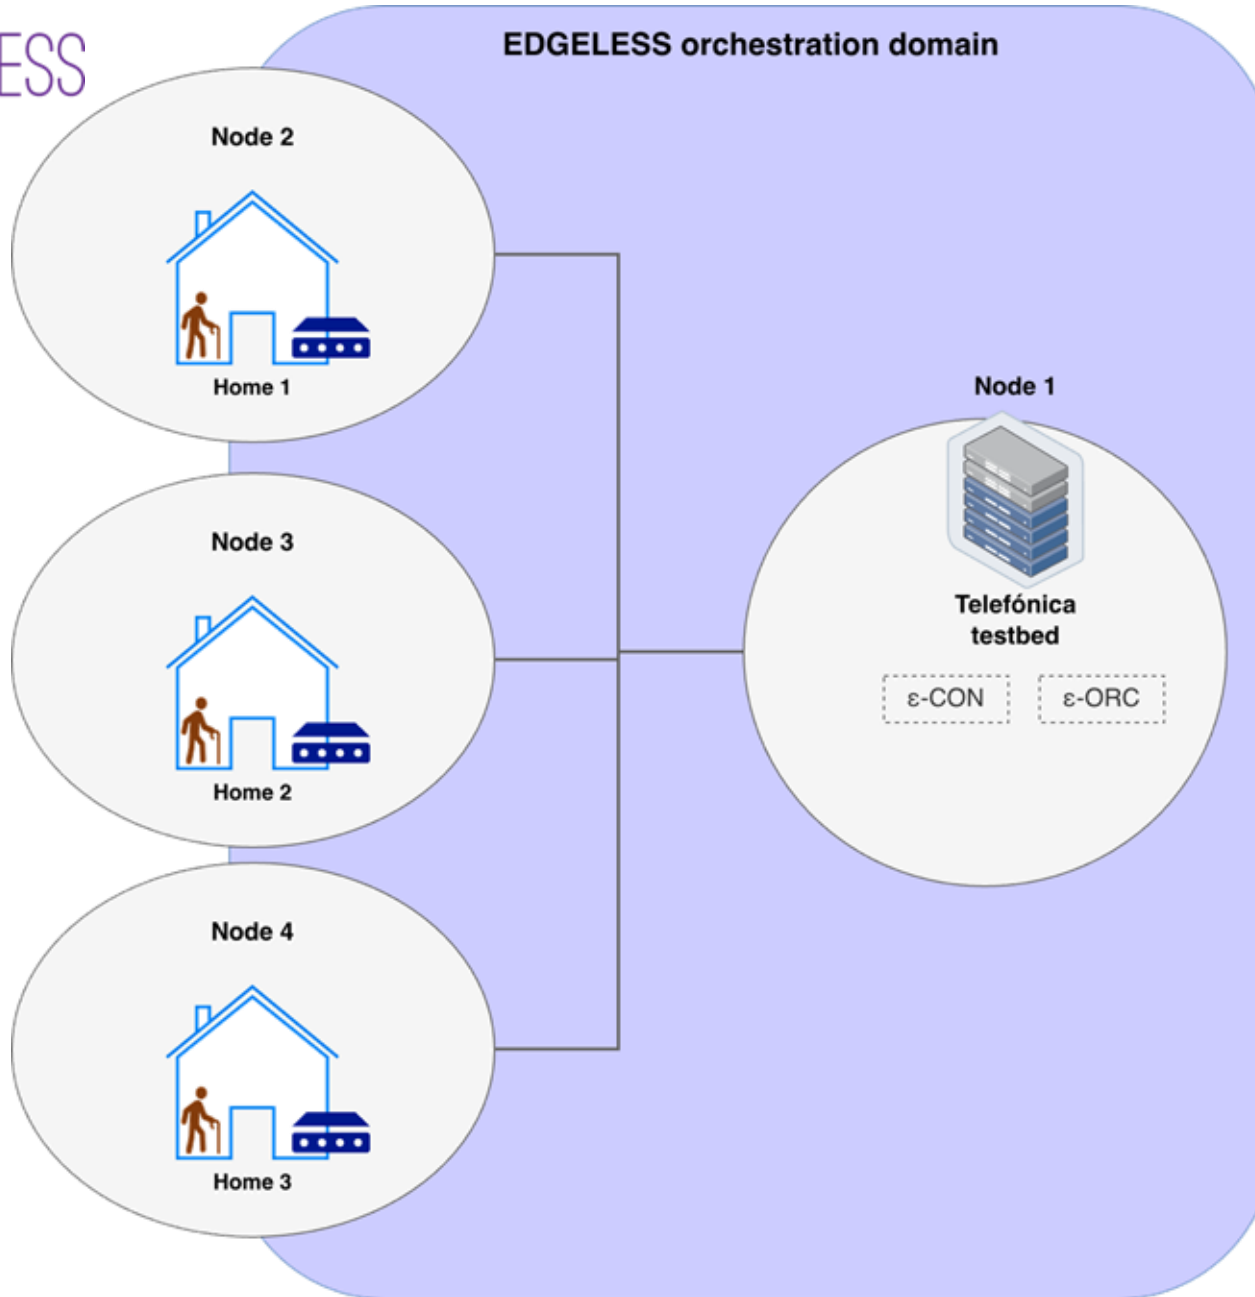 ESS
EDGELESS orchestration domain
Node 2
Home 1
Node 3
Home 2
Node 4
Home 3
Node 1
Telefónica
testbed
ε-CON
ε-ORC